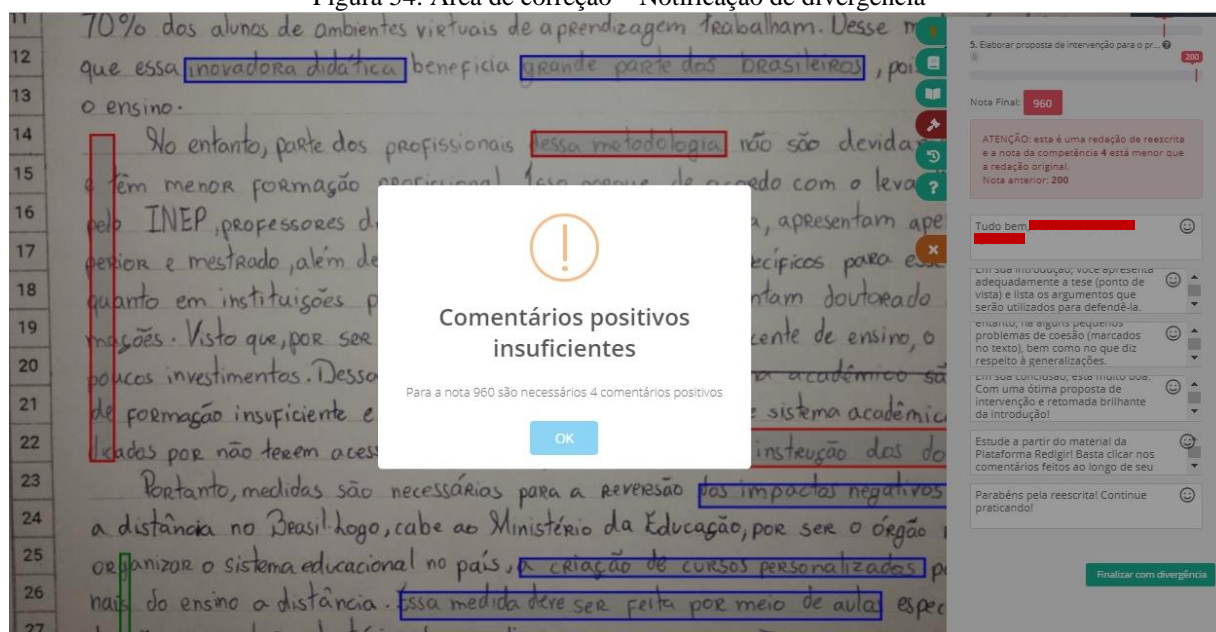 Figura 54: Área de correção – Notificação de divergência
11
70% dos alunos de ambientes virtuais de aprendizagem trabalham. Desse
12
que essa inovadora didática beneficia grande parte dos brasileiros, poi
13
o ensino.
14
No entanto, parte dos profissionais dessa metodologia não são devida
15
e têm menor formação profissional. Isso porque, de acordo com o leva
16
pelo INEP, professores d
, apresentam ape
17
perior e mestrado, além de
ecíficos para esse
18
quanto em instituições p
ntam doutorado
19
mações. Visto que, por ser
cente de ensino, o
20
poucos investimentos. Dessa
acadêmico sã
21
de formação insuficiente e
sistema acadêmic
22
dicados por não terem acess
instrução dos do
23
Portanto, medidas são necessárias para a reversão dos impactos negativos
24
a distância no Brasil. Logo, cabe ao Ministério da Educação, por ser o órgão
25
organizar o sistema educacional no país, a criação de cursos personalizados p
26
nais do ensino a distância. Essa medida deve ser feita por meio de aulas espec
27
Comentários positivos
insuficientes
Para a nota 960 são necessários 4 comentários positivos
OK
5. Elaborar proposta de intervenção para o pr...
200
Nota Final: 960
ATENÇÃO: esta é uma redação de reescrita
e a nota da competência 4 está menor que
a redação original.
Nota anterior: 200
Tudo bem,
Em sua introdução, você apresenta
adequadamente a tese (ponto de
vista) e lista os argumentos que
serão utilizados para defendê-la.
entanto, há alguns pequenos
problemas de coesão (marcados
no texto), bem como no que diz
respeito à generalizações.
Em sua conclusão, está muito boa.
Com uma ótima proposta de
intervenção e retomada brilhante
da introdução!
Estude a partir do material da
Plataforma Redigir! Basta clicar nos
comentários feitos ao longo de seu
Parabéns pela reescrita! Continue
praticando!
Finalizar com divergência